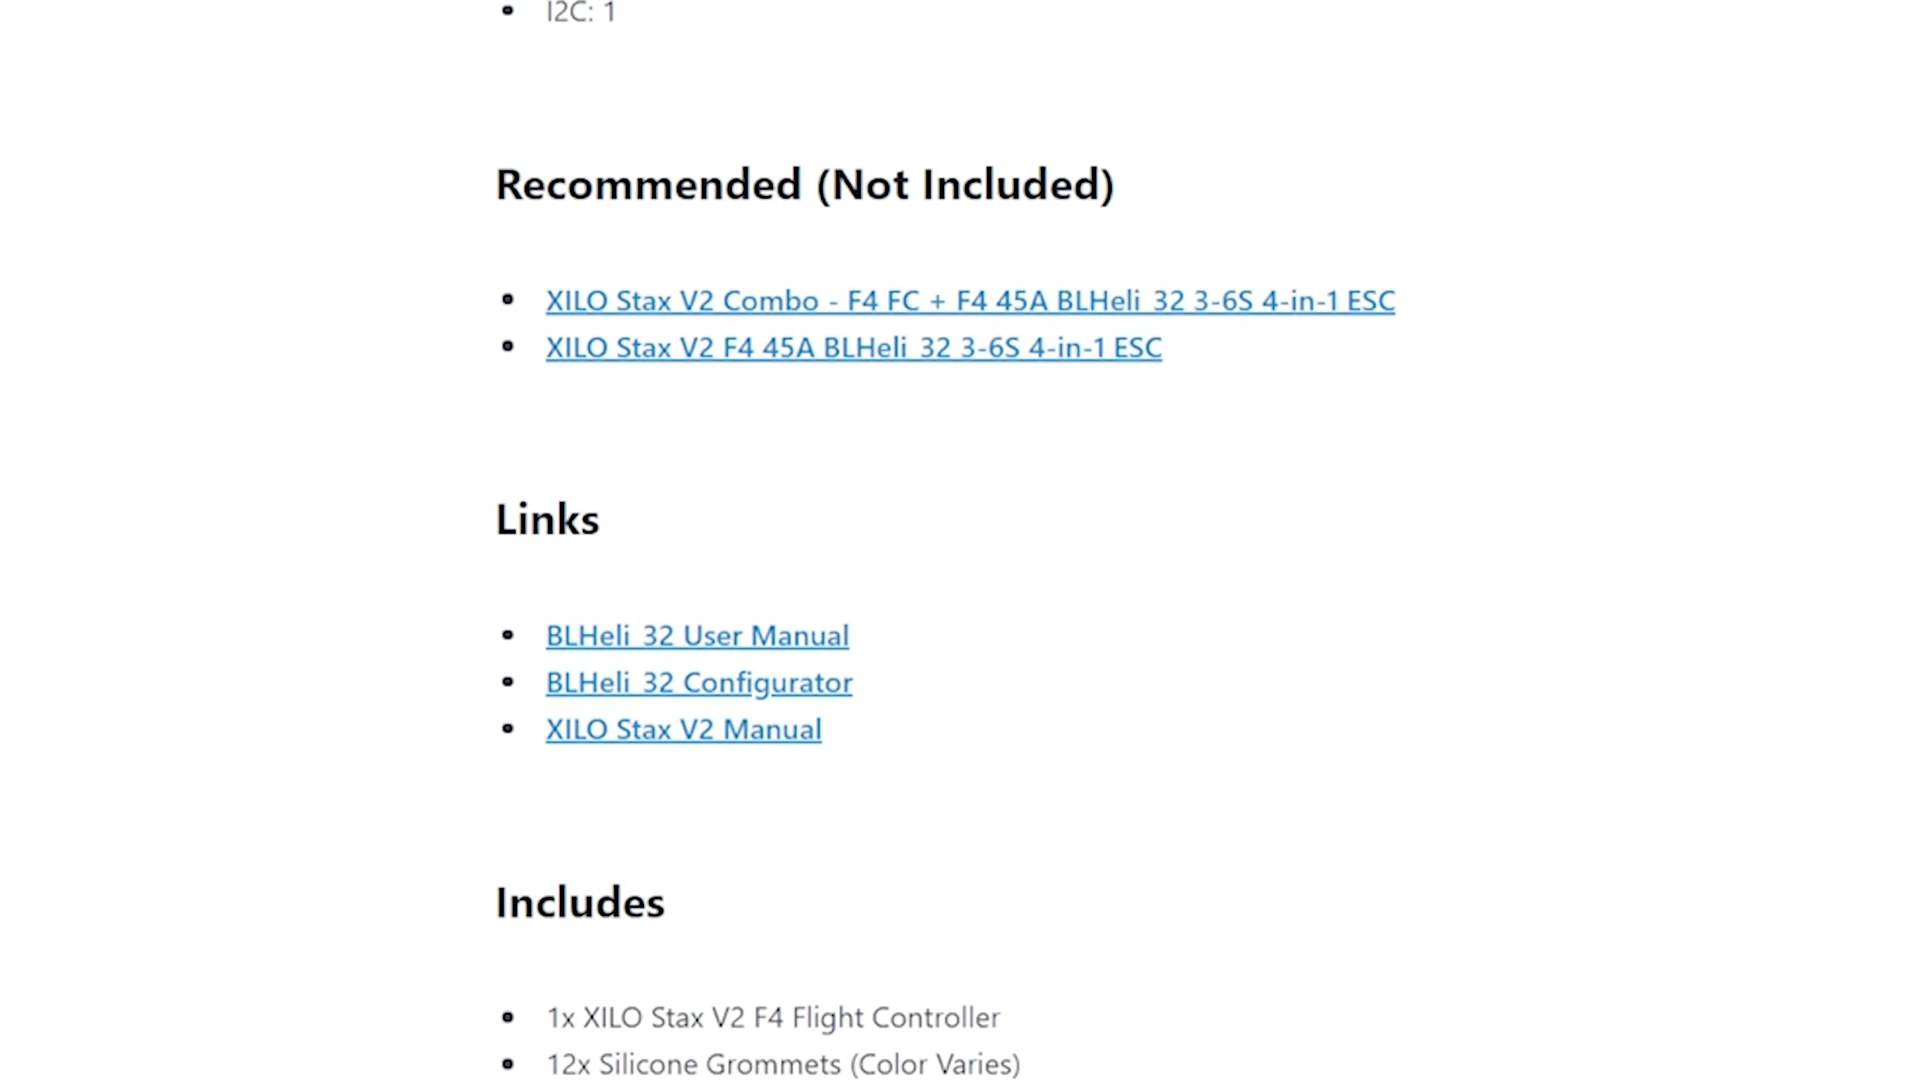 I2C: 1
Recommended (Not Included)
XILO Stax V2 Combo - F4 FC + F4 45A BLHeli_32 3-6S 4-in-1 ESC
XILO Stax V2 F4 45A BLHeli_32 3-6S 4-in-1 ESC
Links
BLHeli_32 User Manual
BLHeli_32 Configurator
XILO Stax V2 Manual
Includes
1x XILO Stax V2 F4 Flight Controller
12x Silicone Grommets (Color Varies)